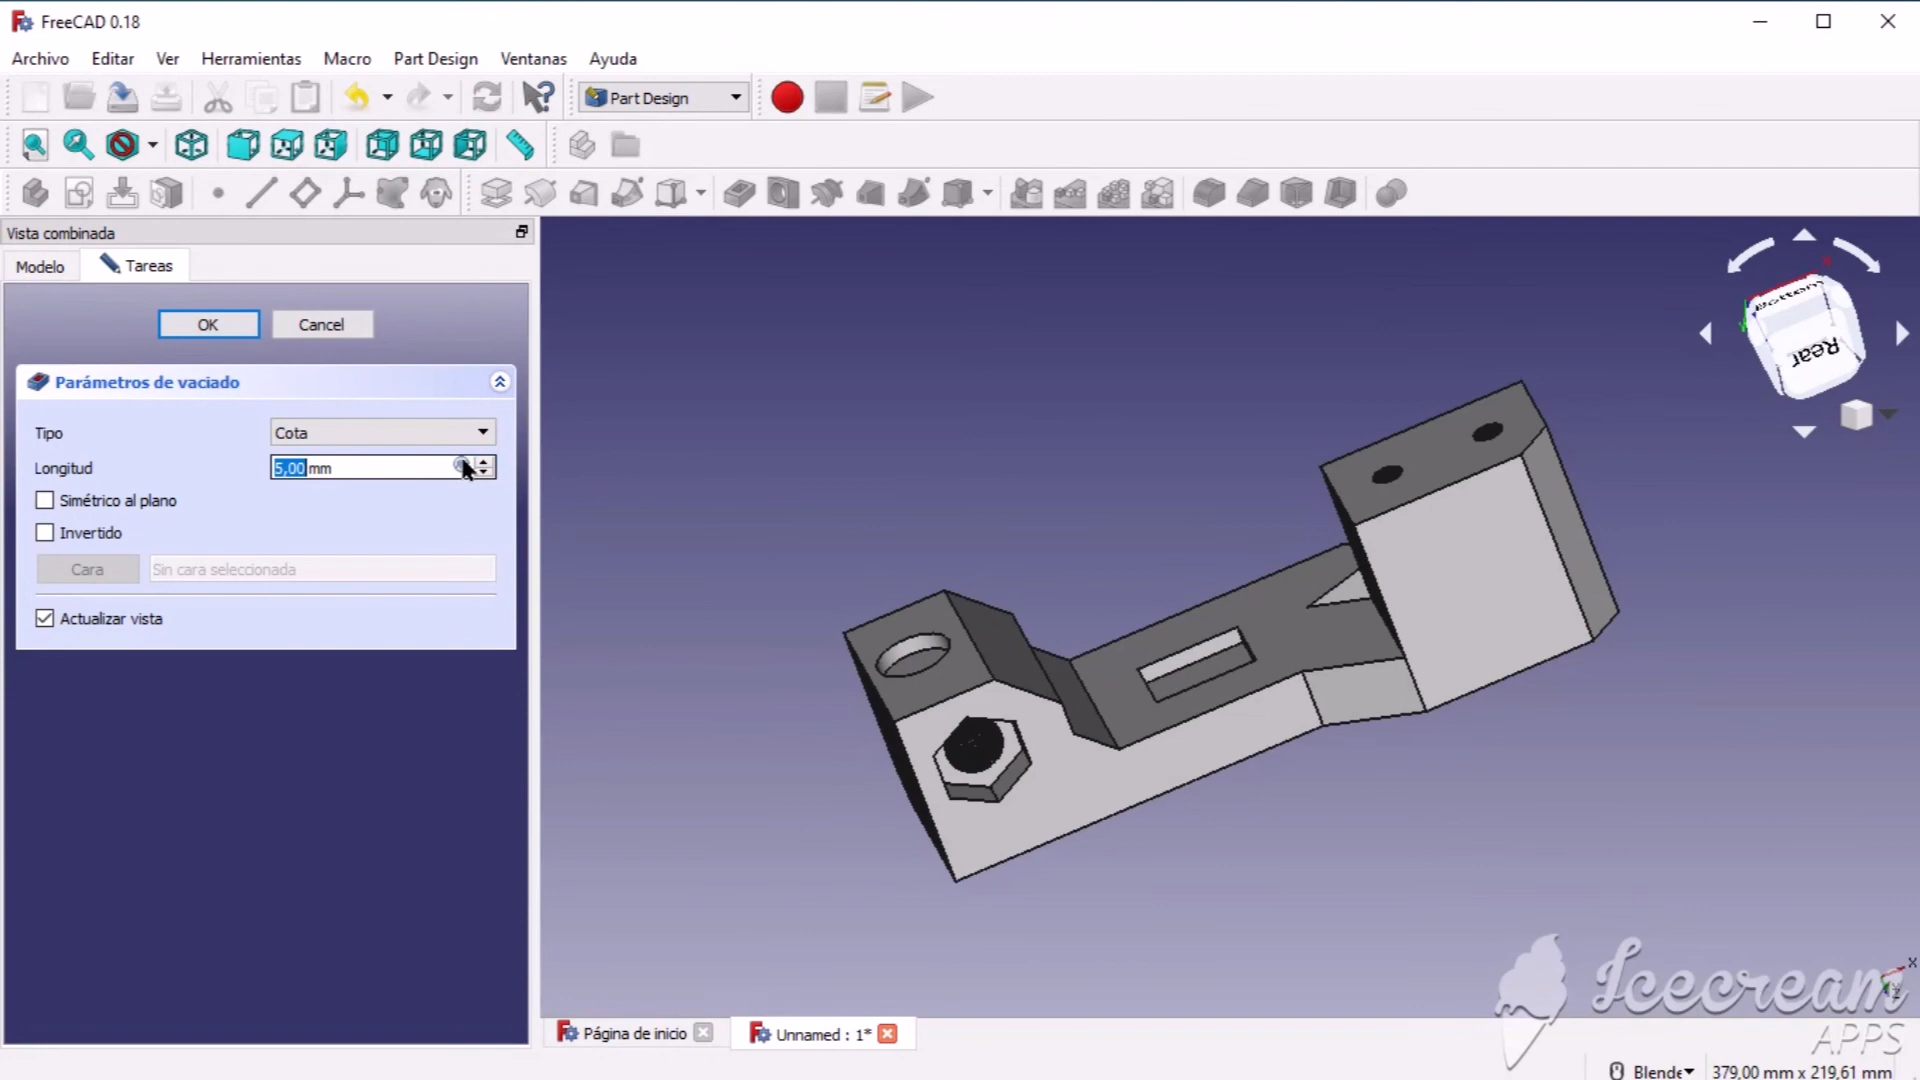 FreeCAD 0.18
Archivo Editar Ver Herramientas Macro Part Design Ventanas Ayuda
Part Design
Vista combinada
Modelo Tareas
OK Cancel
Parámetros de vaciado
Tipo Cota
Longitud 5,00 mm
Simétrico al plano
Invertido
Cara Sin cara seleccionada
Actualizar vista
Bottom
Rear
X
Z
Página de inicio Unnamed : 1*
Icecream
APPS
Blende 379,00 mm x 219,61 mm